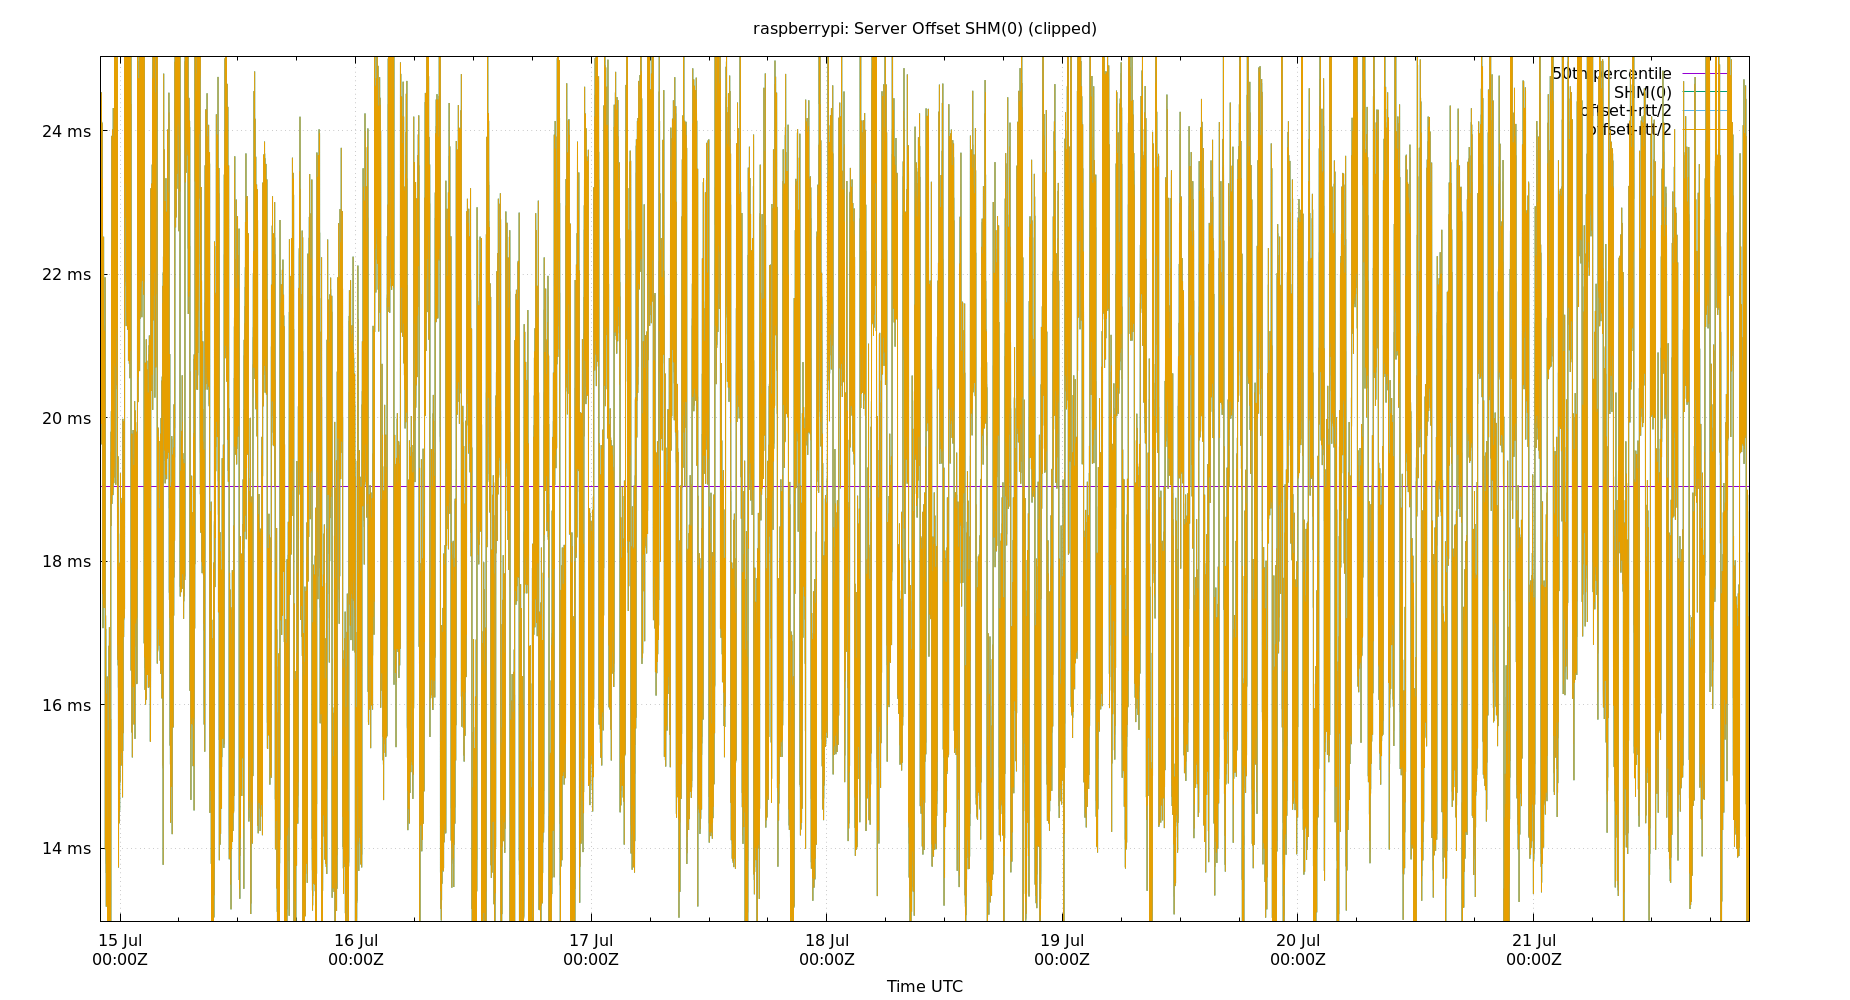 raspberrypi: Server Offset SHM(0) (clipped)
50th percentile
SHM(0)
offset+rtt/2
offset-rtt/2
24 ms
22 ms
20 ms
18 ms
16 ms
14 ms
15 Jul 16 Jul 17 Jul 18 Jul 19 Jul 20 Jul 21 Jul
00:00Z 00:00Z 00:00Z 00:00Z 00:00Z 00:00Z 00:00Z
Time UTC